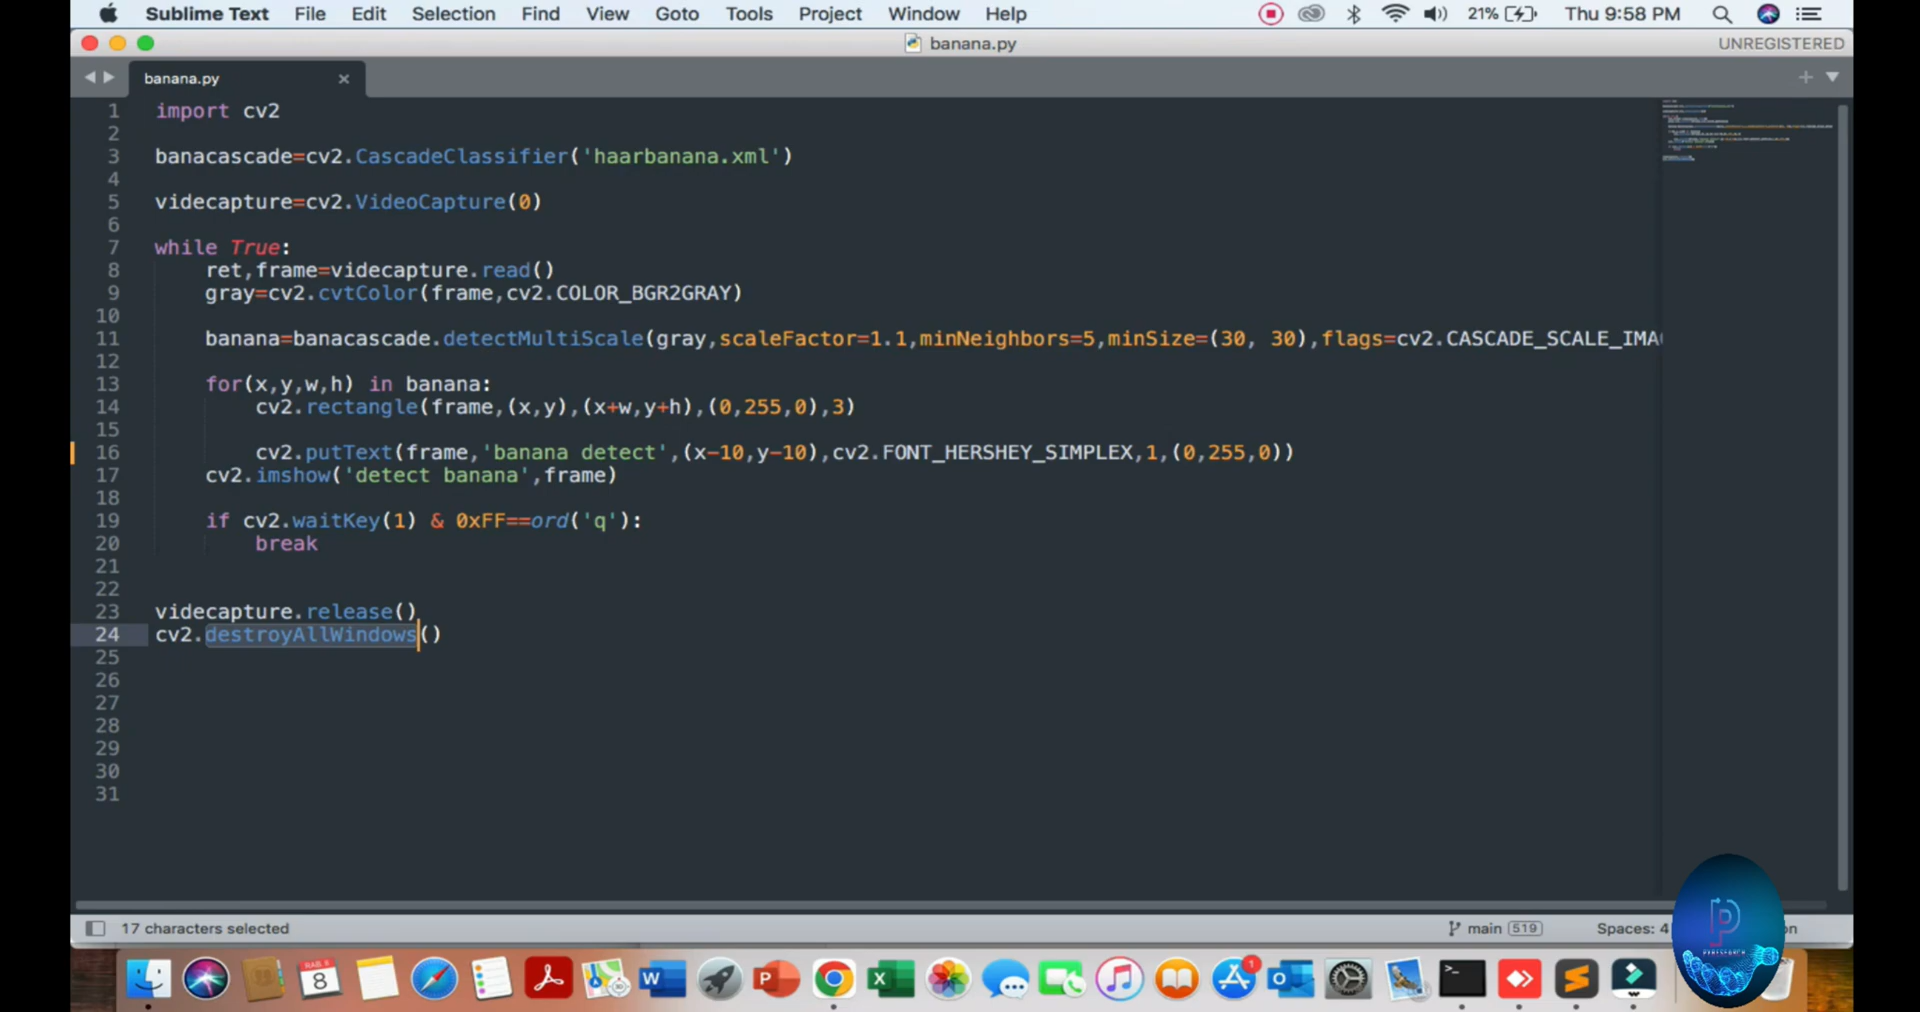 Sublime Text File Edit Selection Find View Goto Tools Project Window Help 21% Thu 9:58 PM
banana.py UNREGISTERED
banana.py
1 import cv2
2
3 banacascade=cv2.CascadeClassifier('haarbanana.xml')
4
5 videcapture=cv2.VideoCapture(0)
6
7 while True:
8 ret,frame=videcapture.read()
9 gray=cv2.cvtColor(frame,cv2.COLOR_BGR2GRAY)
10
11 banana=banacascade.detectMultiScale(gray,scaleFactor=1.1,minNeighbors=5,minSize=(30, 30),flags=cv2.CASCADE_SCALE_IMA
12
13 for(x,y,w,h) in banana:
14 cv2.rectangle(frame,(x,y),(x+w,y+h),(0,255,0),3)
15
16 cv2.putText(frame,'banana detect',(x-10,y-10),cv2.FONT_HERSHEY_SIMPLEX,1,(0,255,0))
17 cv2.imshow('detect banana',frame)
18
19 if cv2.waitKey(1) & 0xFF==ord('q'):
20 break
21
22
23 videcapture.release()
24 cv2.destroyAllWindows()
25
26
27
28
29
30
31
17 characters selected main 519 Spaces: 4
8
W P X O 1